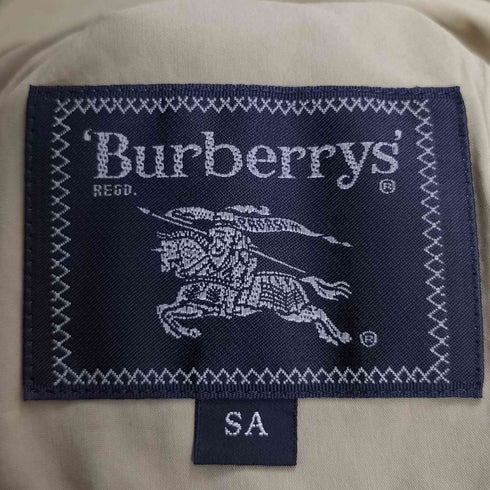 'Burberrys'
REGD. ®
®
SA